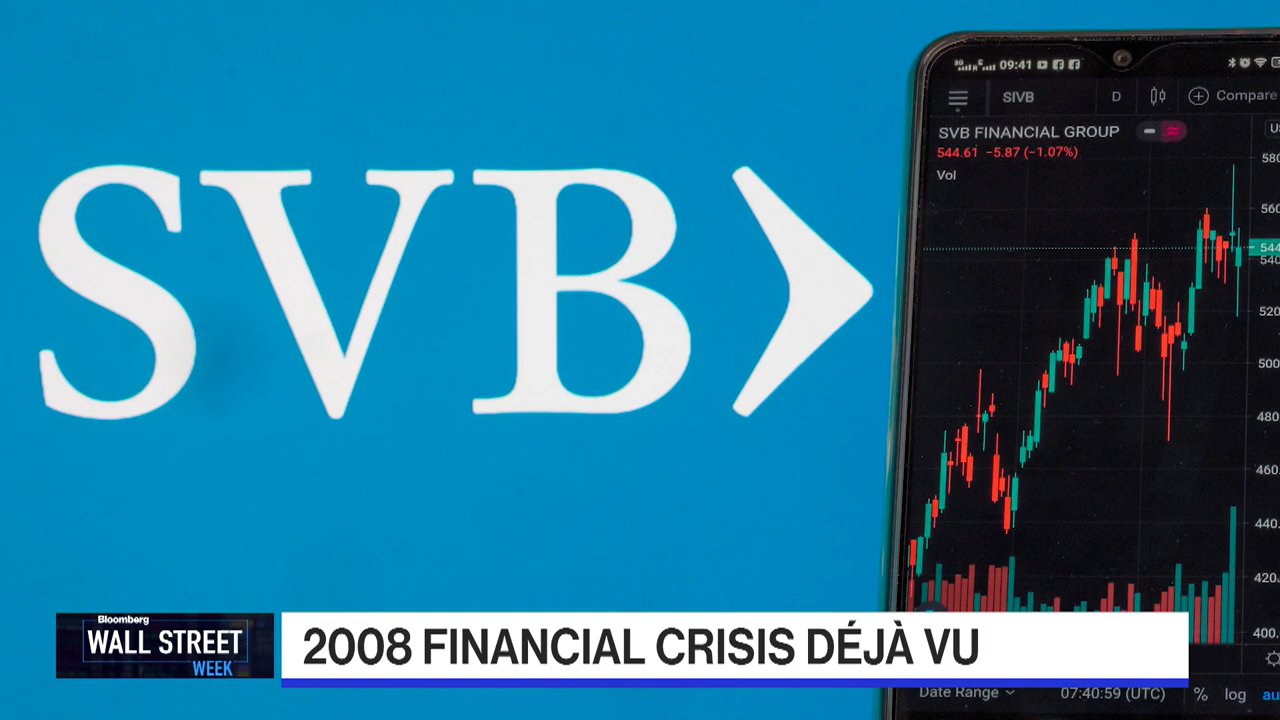 SVB
09:41
SIVB D Compare
SVB FINANCIAL GROUP
544.61 −5.87 (−1.07%)
Vol
580
560
544
540
520
500
480
460
440.
420.
400.
Bloomberg
WALL STREET
WEEK
2008 FINANCIAL CRISIS DÉJÀ VU
Date Range 07:40:59 (UTC) % log au